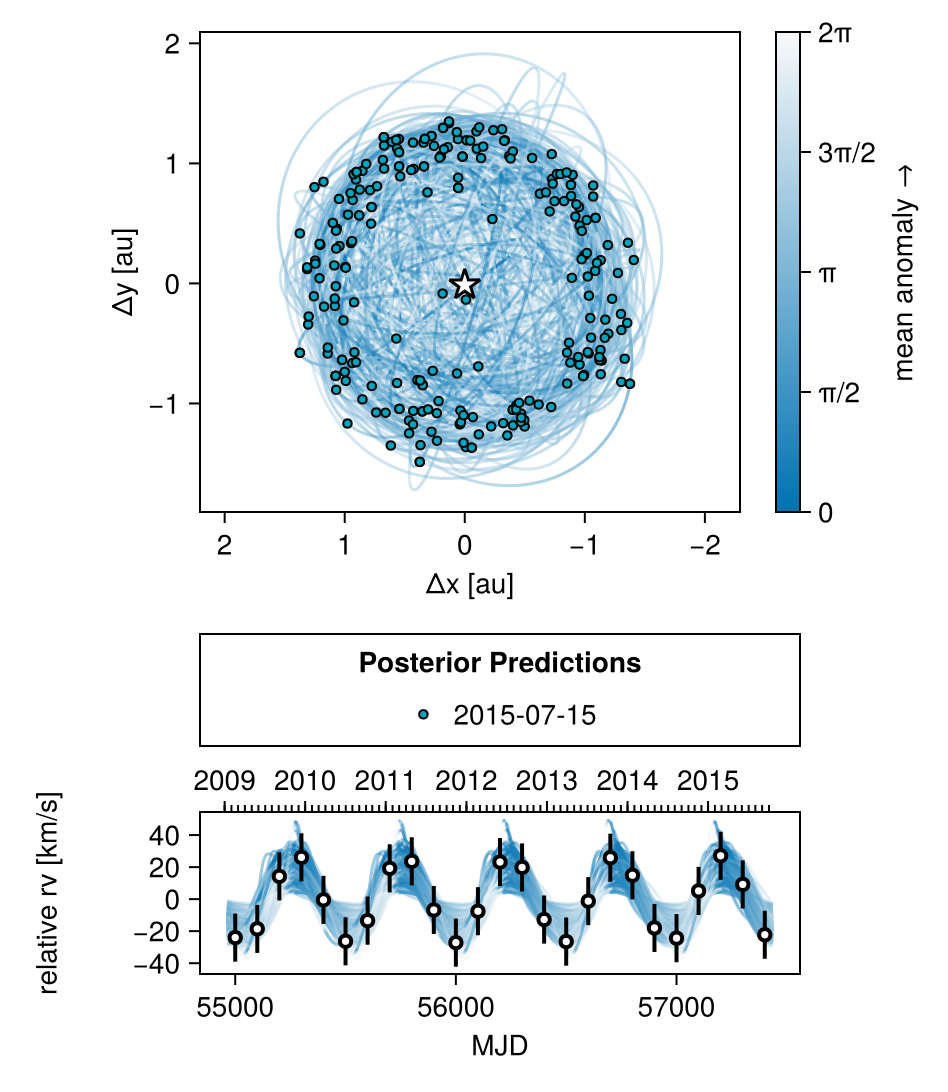 2
1
0
−1
Δy [au]
2
1
0
−1
−2
Δx [au]
2π
3π/2
π
π/2
0
mean anomaly →
Posterior Predictions
2015-07-15
2009
2010
2011
2012
2013
2014
2015
40
20
0
−20
−40
relative rv [km/s]
55000
56000
57000
MJD